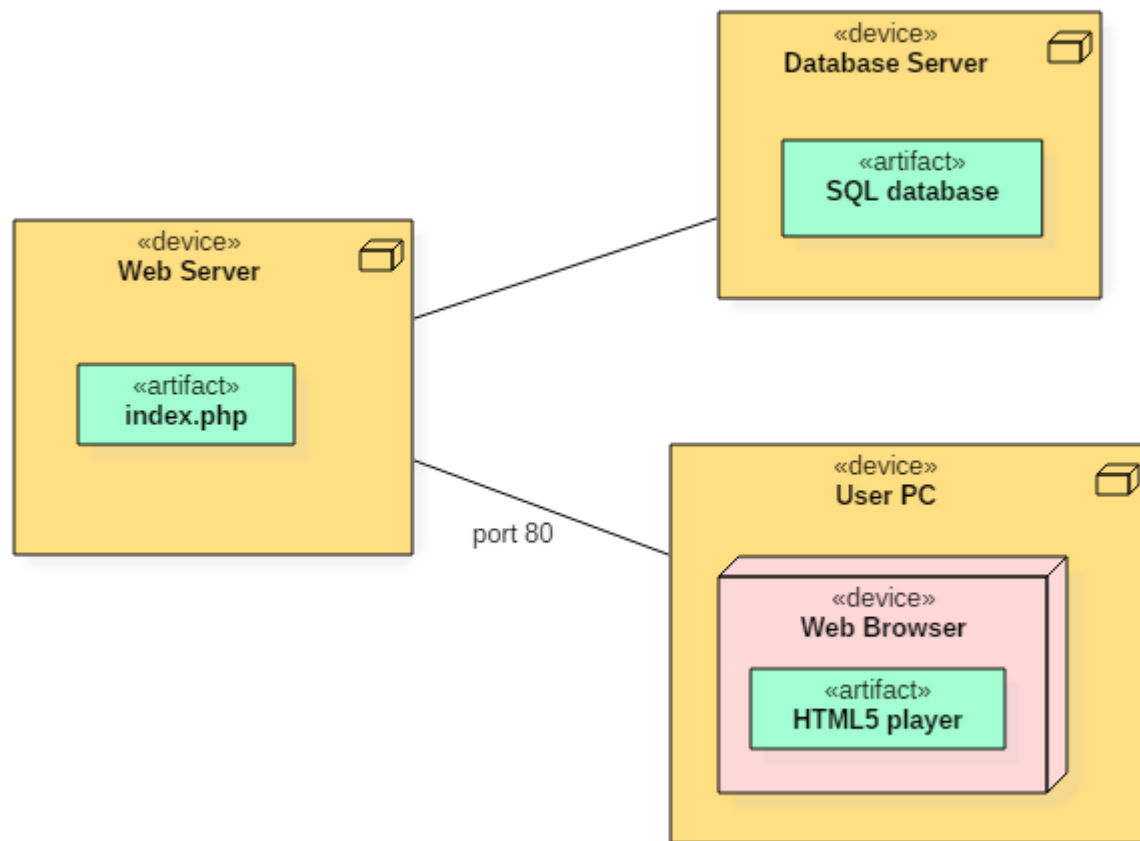 «device»
Database Server
«artifact»
SQL database
«device»
Web Server
«artifact»
index.php
port 80
«device»
User PC
«device»
Web Browser
«artifact»
HTML5 player